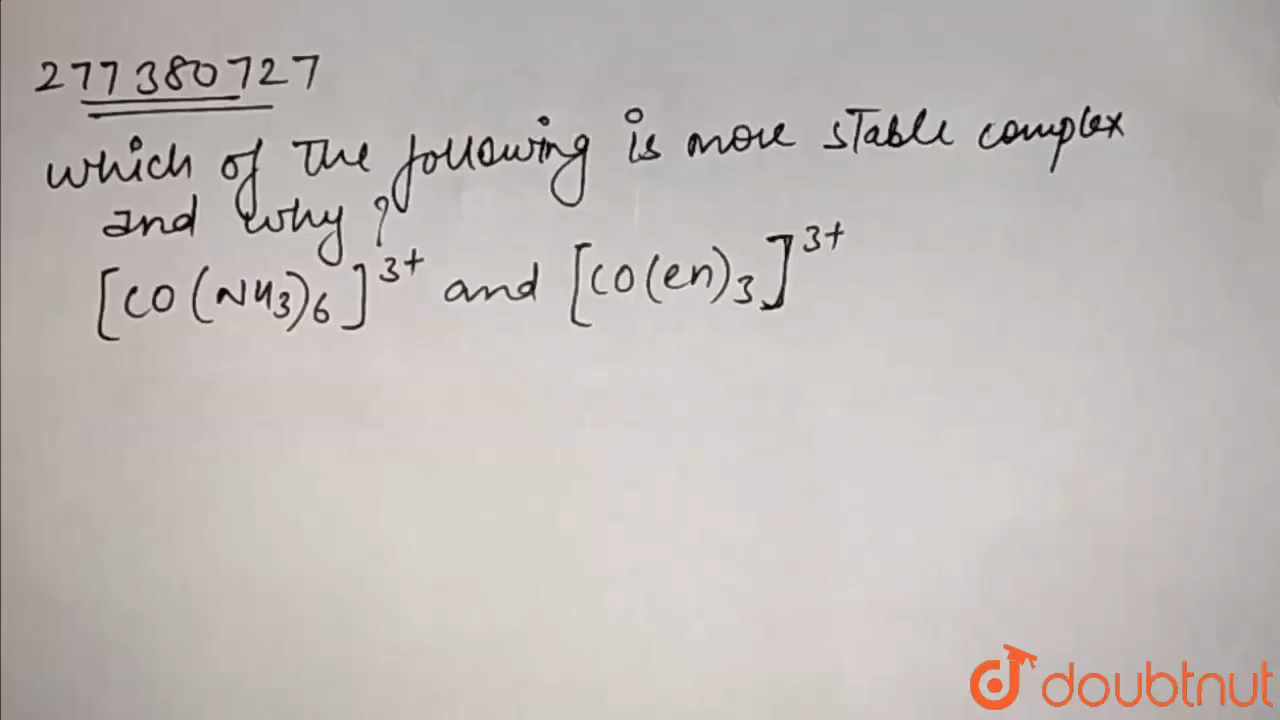 277380727
which of The following is more sTable complex
and why?
[CO(NH3)6]3+ and [CO(en)3]3+
doubtnut